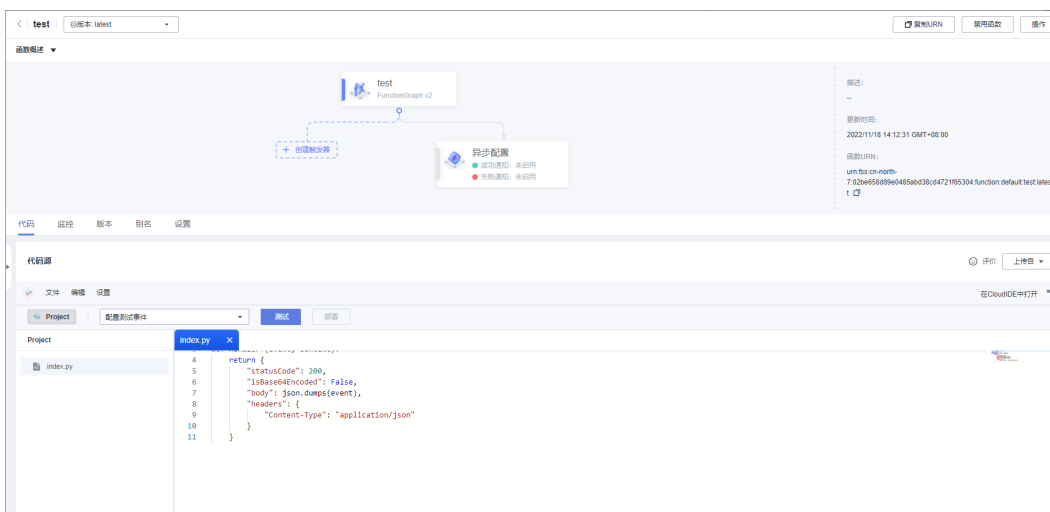 test 版本: latest 复制URN 禁用函数 操作
函数概述
test
FunctionGraph v2
+ 创建触发器
异步配置
成功通知：未启用
失败通知：未启用
描述：
--
更新时间：
2022/11/18 14:12:31 GMT+08:00
函数URN：
urn:fss:cn-north-
7:02be658d89e0485abd38cd4721f65304:function:default:test:lates
t
代码 监控 版本 别名 设置
代码源 评价 上传自
文件 编辑 设置 在CloudIDE中打开
Project 配置测试事件 测试 部署
Project index.py ×
index.py
4 return {
5 "statusCode": 200,
6 "isBase64Encoded": False,
7 "body": json.dumps(event),
8 "headers": {
9 "Content-Type": "application/json"
10 }
11 }